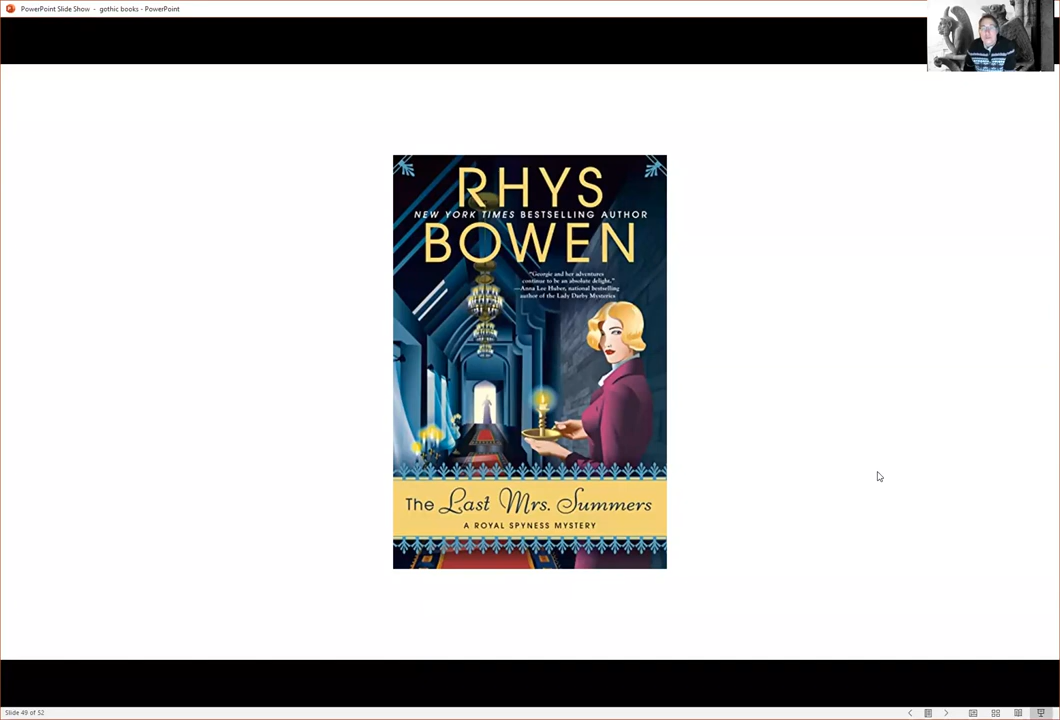 PowerPoint Slide Show - gothic books - PowerPoint
RHYS
NEW YORK TIMES BESTSELLING AUTHOR
BOWEN
"Georgie and her adventures
continue to be an absolute delight."
—Anna Lee Huber, national bestselling
author of the Lady Darby Mysteries
The Last Mrs. Summers
A ROYAL SPYNESS MYSTERY
Slide 49 of 52